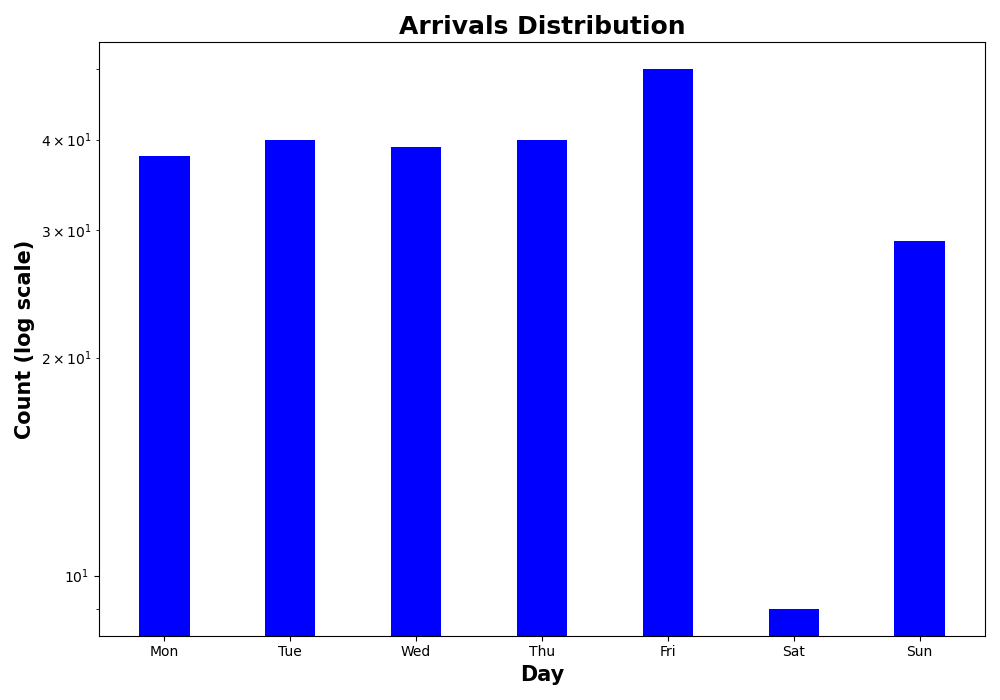 Arrivals Distribution
4 × 10¹
3 × 10¹
2 × 10¹
10¹
Count (log scale)
Mon Tue Wed Thu Fri Sat Sun
Day